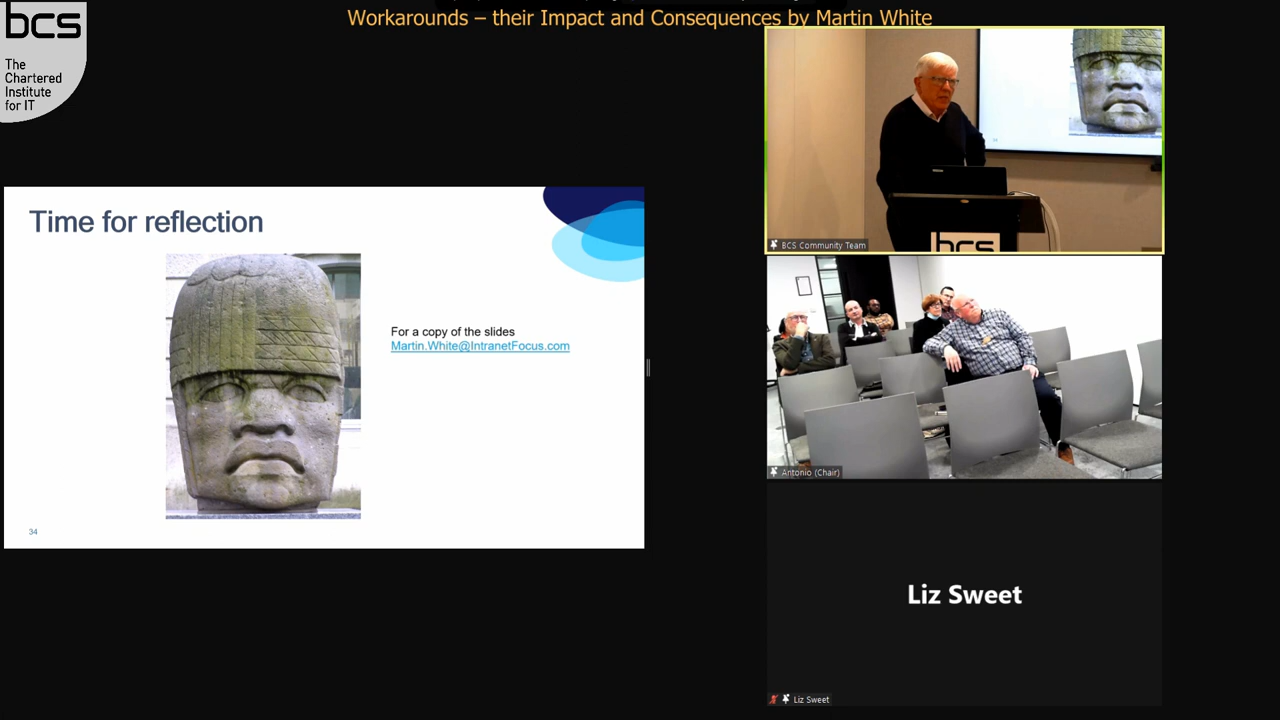 Workarounds – their Impact and Consequences by Martin White
bcs
The
Chartered
Institute
for IT
Time for reflection
For a copy of the slides
Martin.White@IntranetFocus.com
34
BCS Community Team
bcs
Antonio (Chair)
Liz Sweet
Liz Sweet